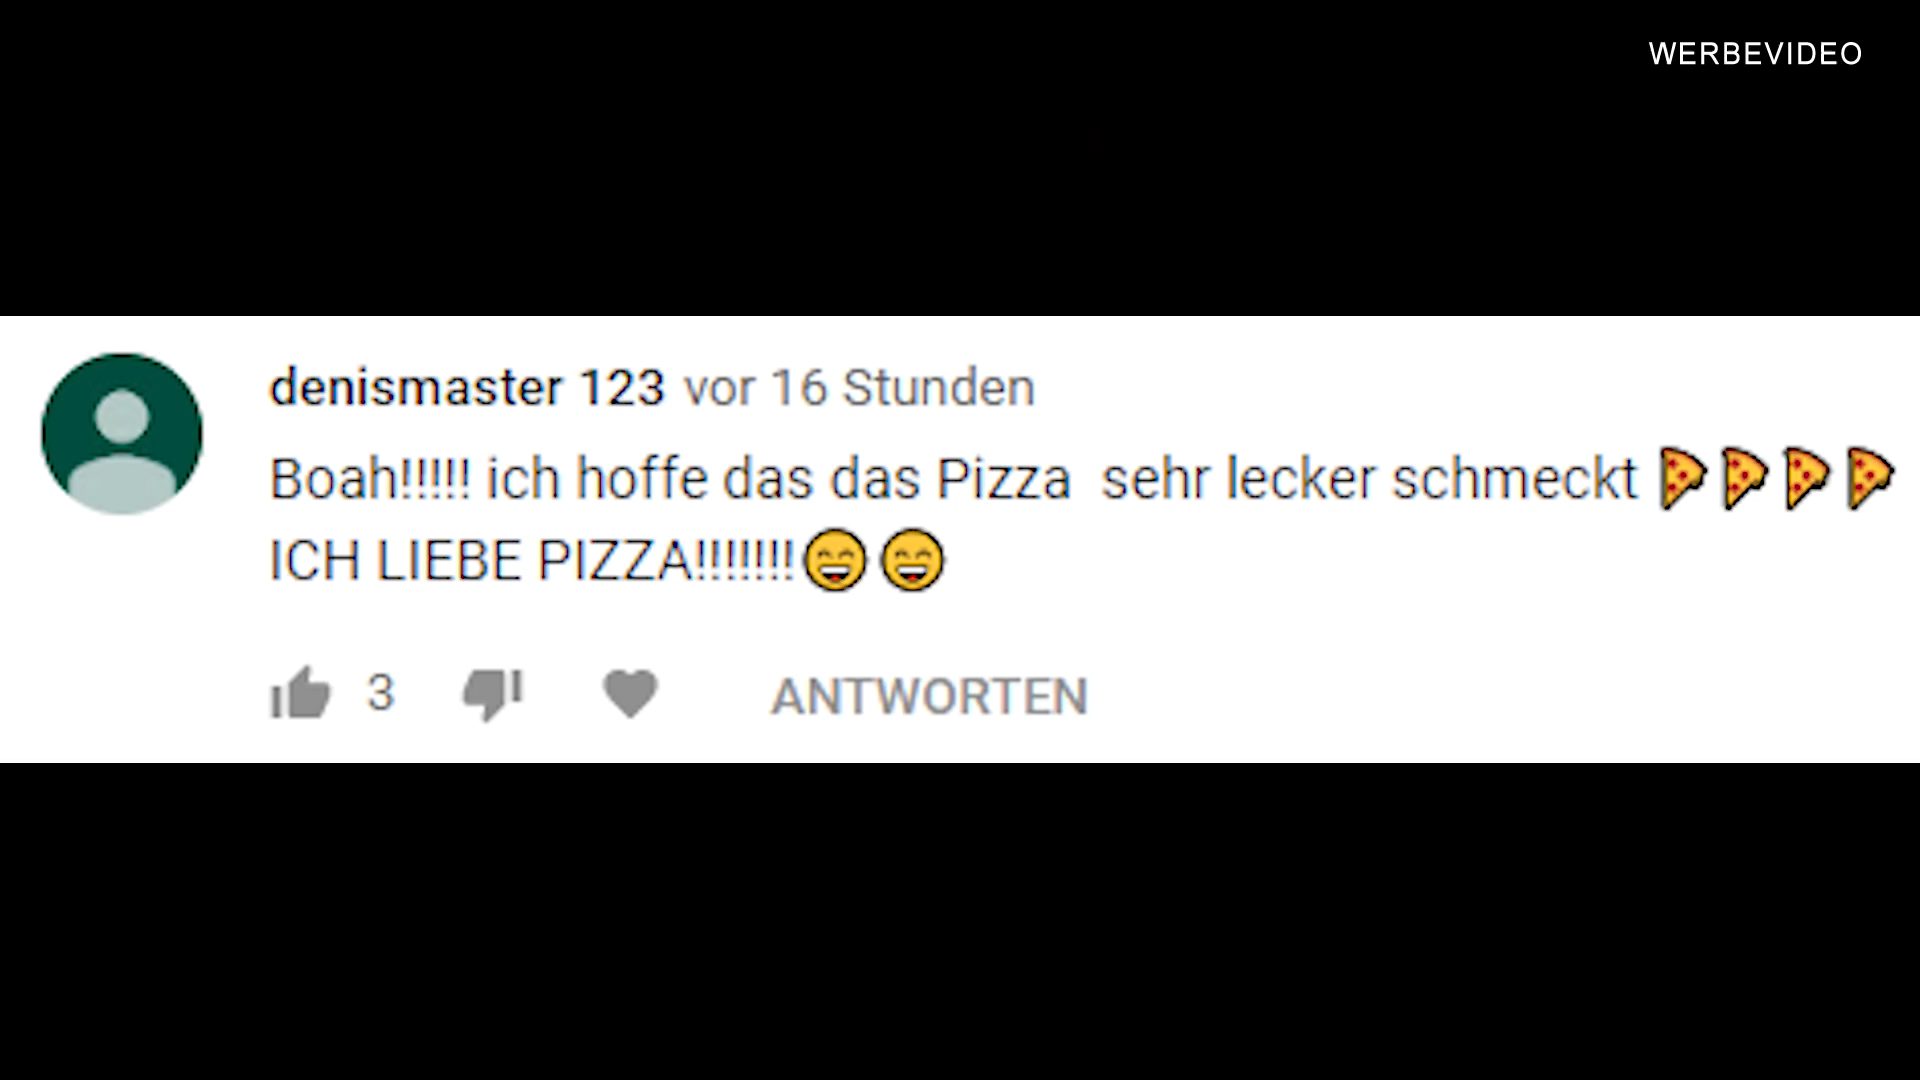 WERBEVIDEO
denismaster 123 vor 16 Stunden
Boah!!!!! ich hoffe das das Pizza  sehr lecker schmeckt 🍕🍕🍕🍕
ICH LIEBE PIZZA!!!!!!!!😄😄
3 ANTWORTEN